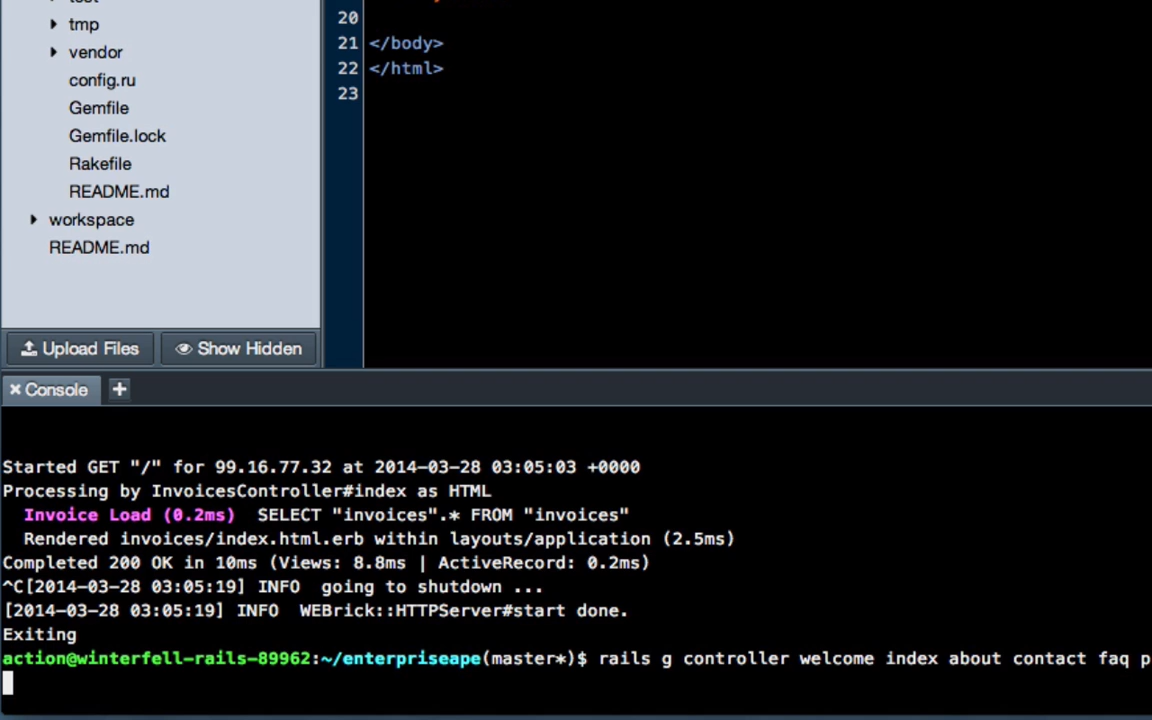 tmp
vendor
config.ru
Gemfile
Gemfile.lock
Rakefile
README.md
workspace
README.md
Upload Files
Show Hidden
20
21 </body>
22 </html>
23
Console
Started GET "/" for 99.16.77.32 at 2014-03-28 03:05:03 +0000
Processing by InvoicesController#index as HTML
Invoice Load (0.2ms)  SELECT "invoices".* FROM "invoices"
Rendered invoices/index.html.erb within layouts/application (2.5ms)
Completed 200 OK in 10ms (Views: 8.8ms | ActiveRecord: 0.2ms)
^C[2014-03-28 03:05:19] INFO  going to shutdown ...
[2014-03-28 03:05:19] INFO  WEBrick::HTTPServer#start done.
Exiting
action@winterfell-rails-89962:~/enterpriseape(master*)$ rails g controller welcome index about contact faq p